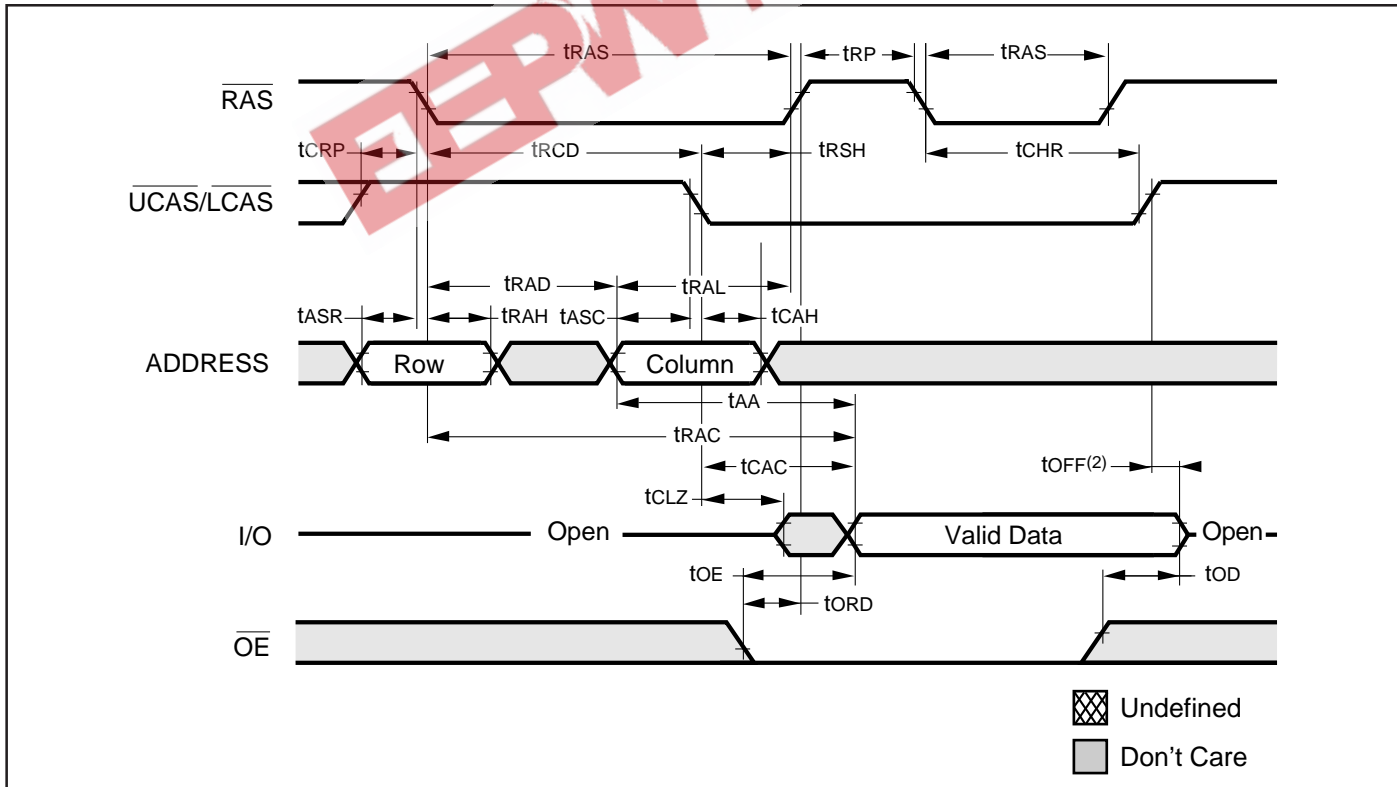 tRAS tRP tRAS
RAS
tCRP tRCD tRSH tCHR
UCAS/LCAS
tRAD tRAL
tASR tRAH tASC tCAH
ADDRESS Row Column
tAA
tRAC
tCAC tOFF(2)
tCLZ
I/O Open Valid Data Open
tOE tOD
tORD
OE
Undefined
Don't Care